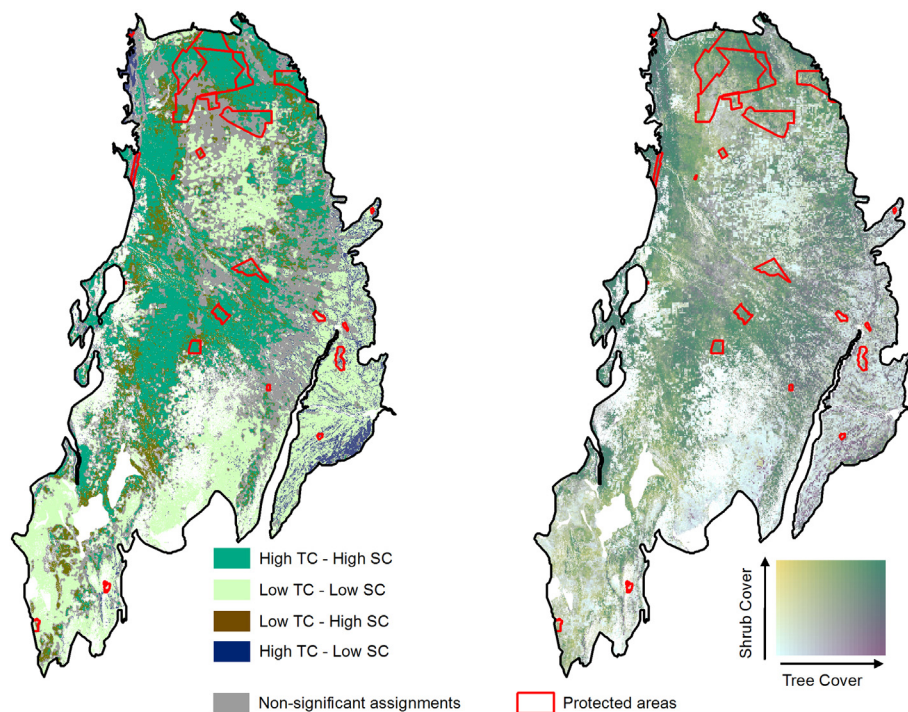 High TC - High SC
Low TC - Low SC
Low TC - High SC
High TC - Low SC
Non-significant assignments
Protected areas
Shrub Cover
Tree Cover